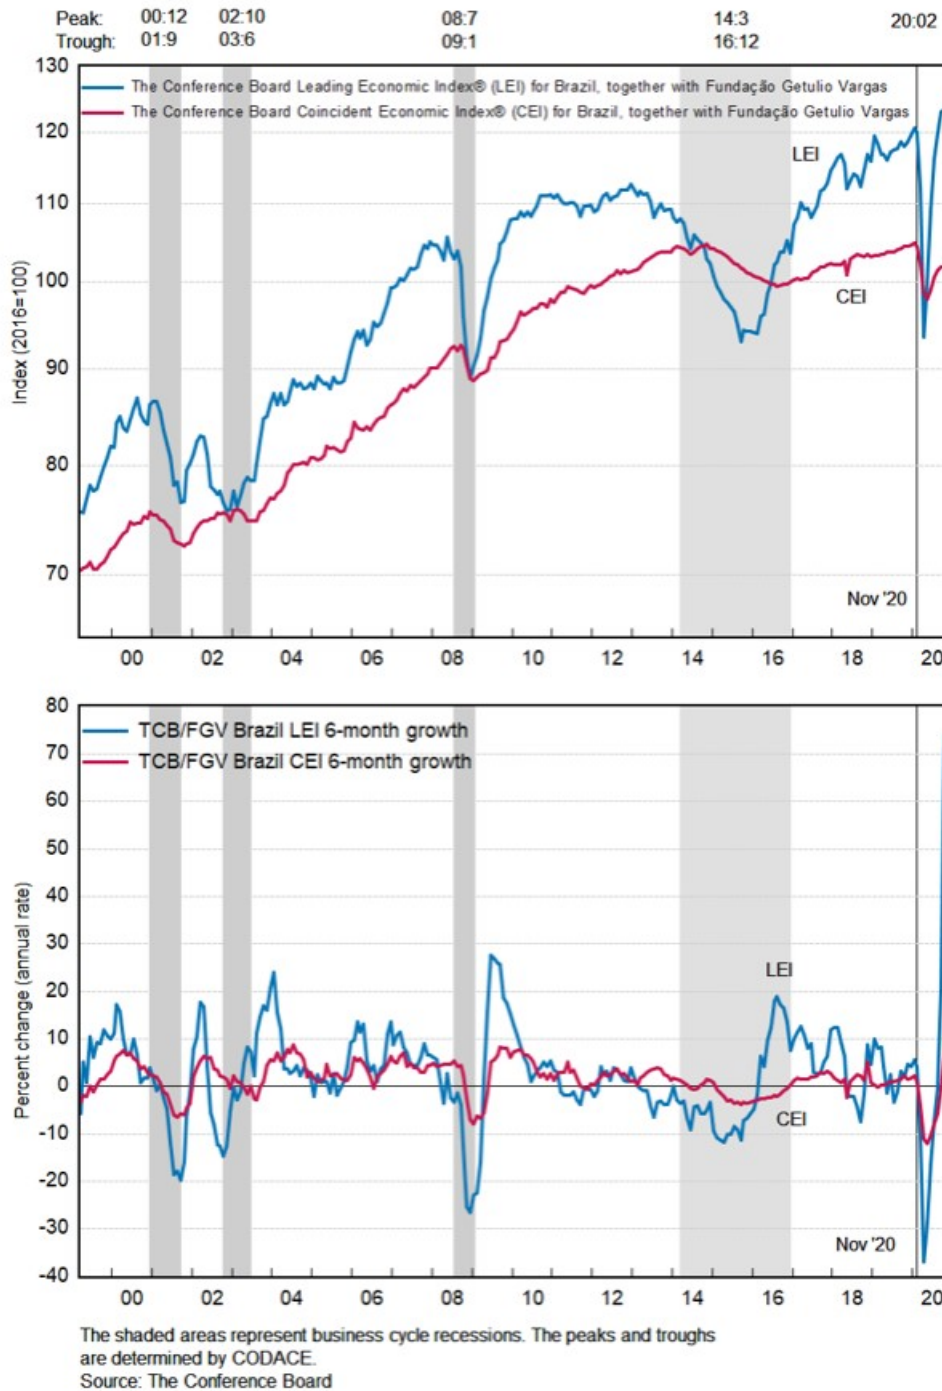 Peak: 00:12 02:10 08:7 14:3 20:02
Trough: 01:9 03:6 09:1 16:12
130
The Conference Board Leading Economic Index® (LEI) for Brazil, together with Fundação Getulio Vargas
The Conference Board Coincident Economic Index® (CEI) for Brazil, together with Fundação Getulio Vargas
120
LEI
110
100
CEI
90
80
70
Index (2016=100)
Nov '20
00 02 04 06 08 10 12 14 16 18 20
80
TCB/FGV Brazil LEI 6-month growth
70
TCB/FGV Brazil CEI 6-month growth
60
50
40
30
20
LEI
10
0
CEI
-10
-20
-30
-40
Percent change (annual rate)
Nov '20
00 02 04 06 08 10 12 14 16 18 20
The shaded areas represent business cycle recessions. The peaks and troughs
are determined by CODACE.
Source: The Conference Board